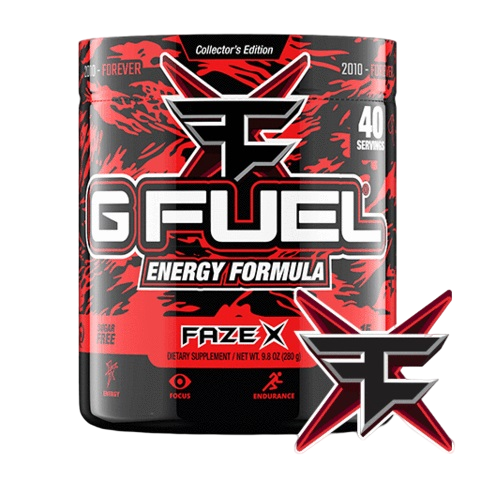 Collector's Edition
2010 - FOREVER
2010 - FOREVER
40
SERVINGS
G FUEL
ENERGY FORMULA
SUGAR
FREE
FAZE X
DIETARY SUPPLEMENT / NET WT. 9.8 OZ (280 g)
ENERGY
FOCUS
ENDURANCE